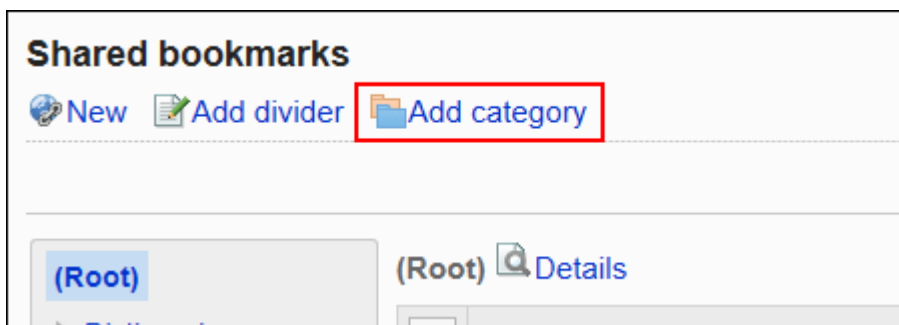 Shared bookmarks
New Add divider Add category
(Root)
(Root) Details